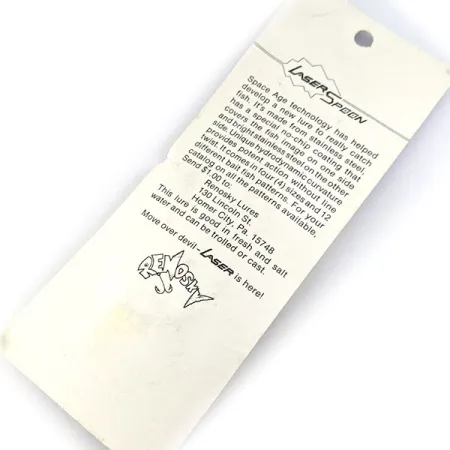 LASER SPOON
Space Age technology has helped
develop a new lure to really catch
fish. It's made from stainless steel,
has a special no-chip coating that
covers the fish image on one side
and bright stainless steel on the other
side. Unique hydrodynamic curvature
provides potent action without line
twist. It comes in four (4) sizes and 12
different bait fish patterns. For your
catalog on all the patterns available,
Send $1.00 to:
Renosky Lures
130 Lincoln St.
Homer City, Pa. 15748
This lure is good in fresh and salt
water and can be trolled or cast.
Move over devil-LASER is here!
RENOSKY